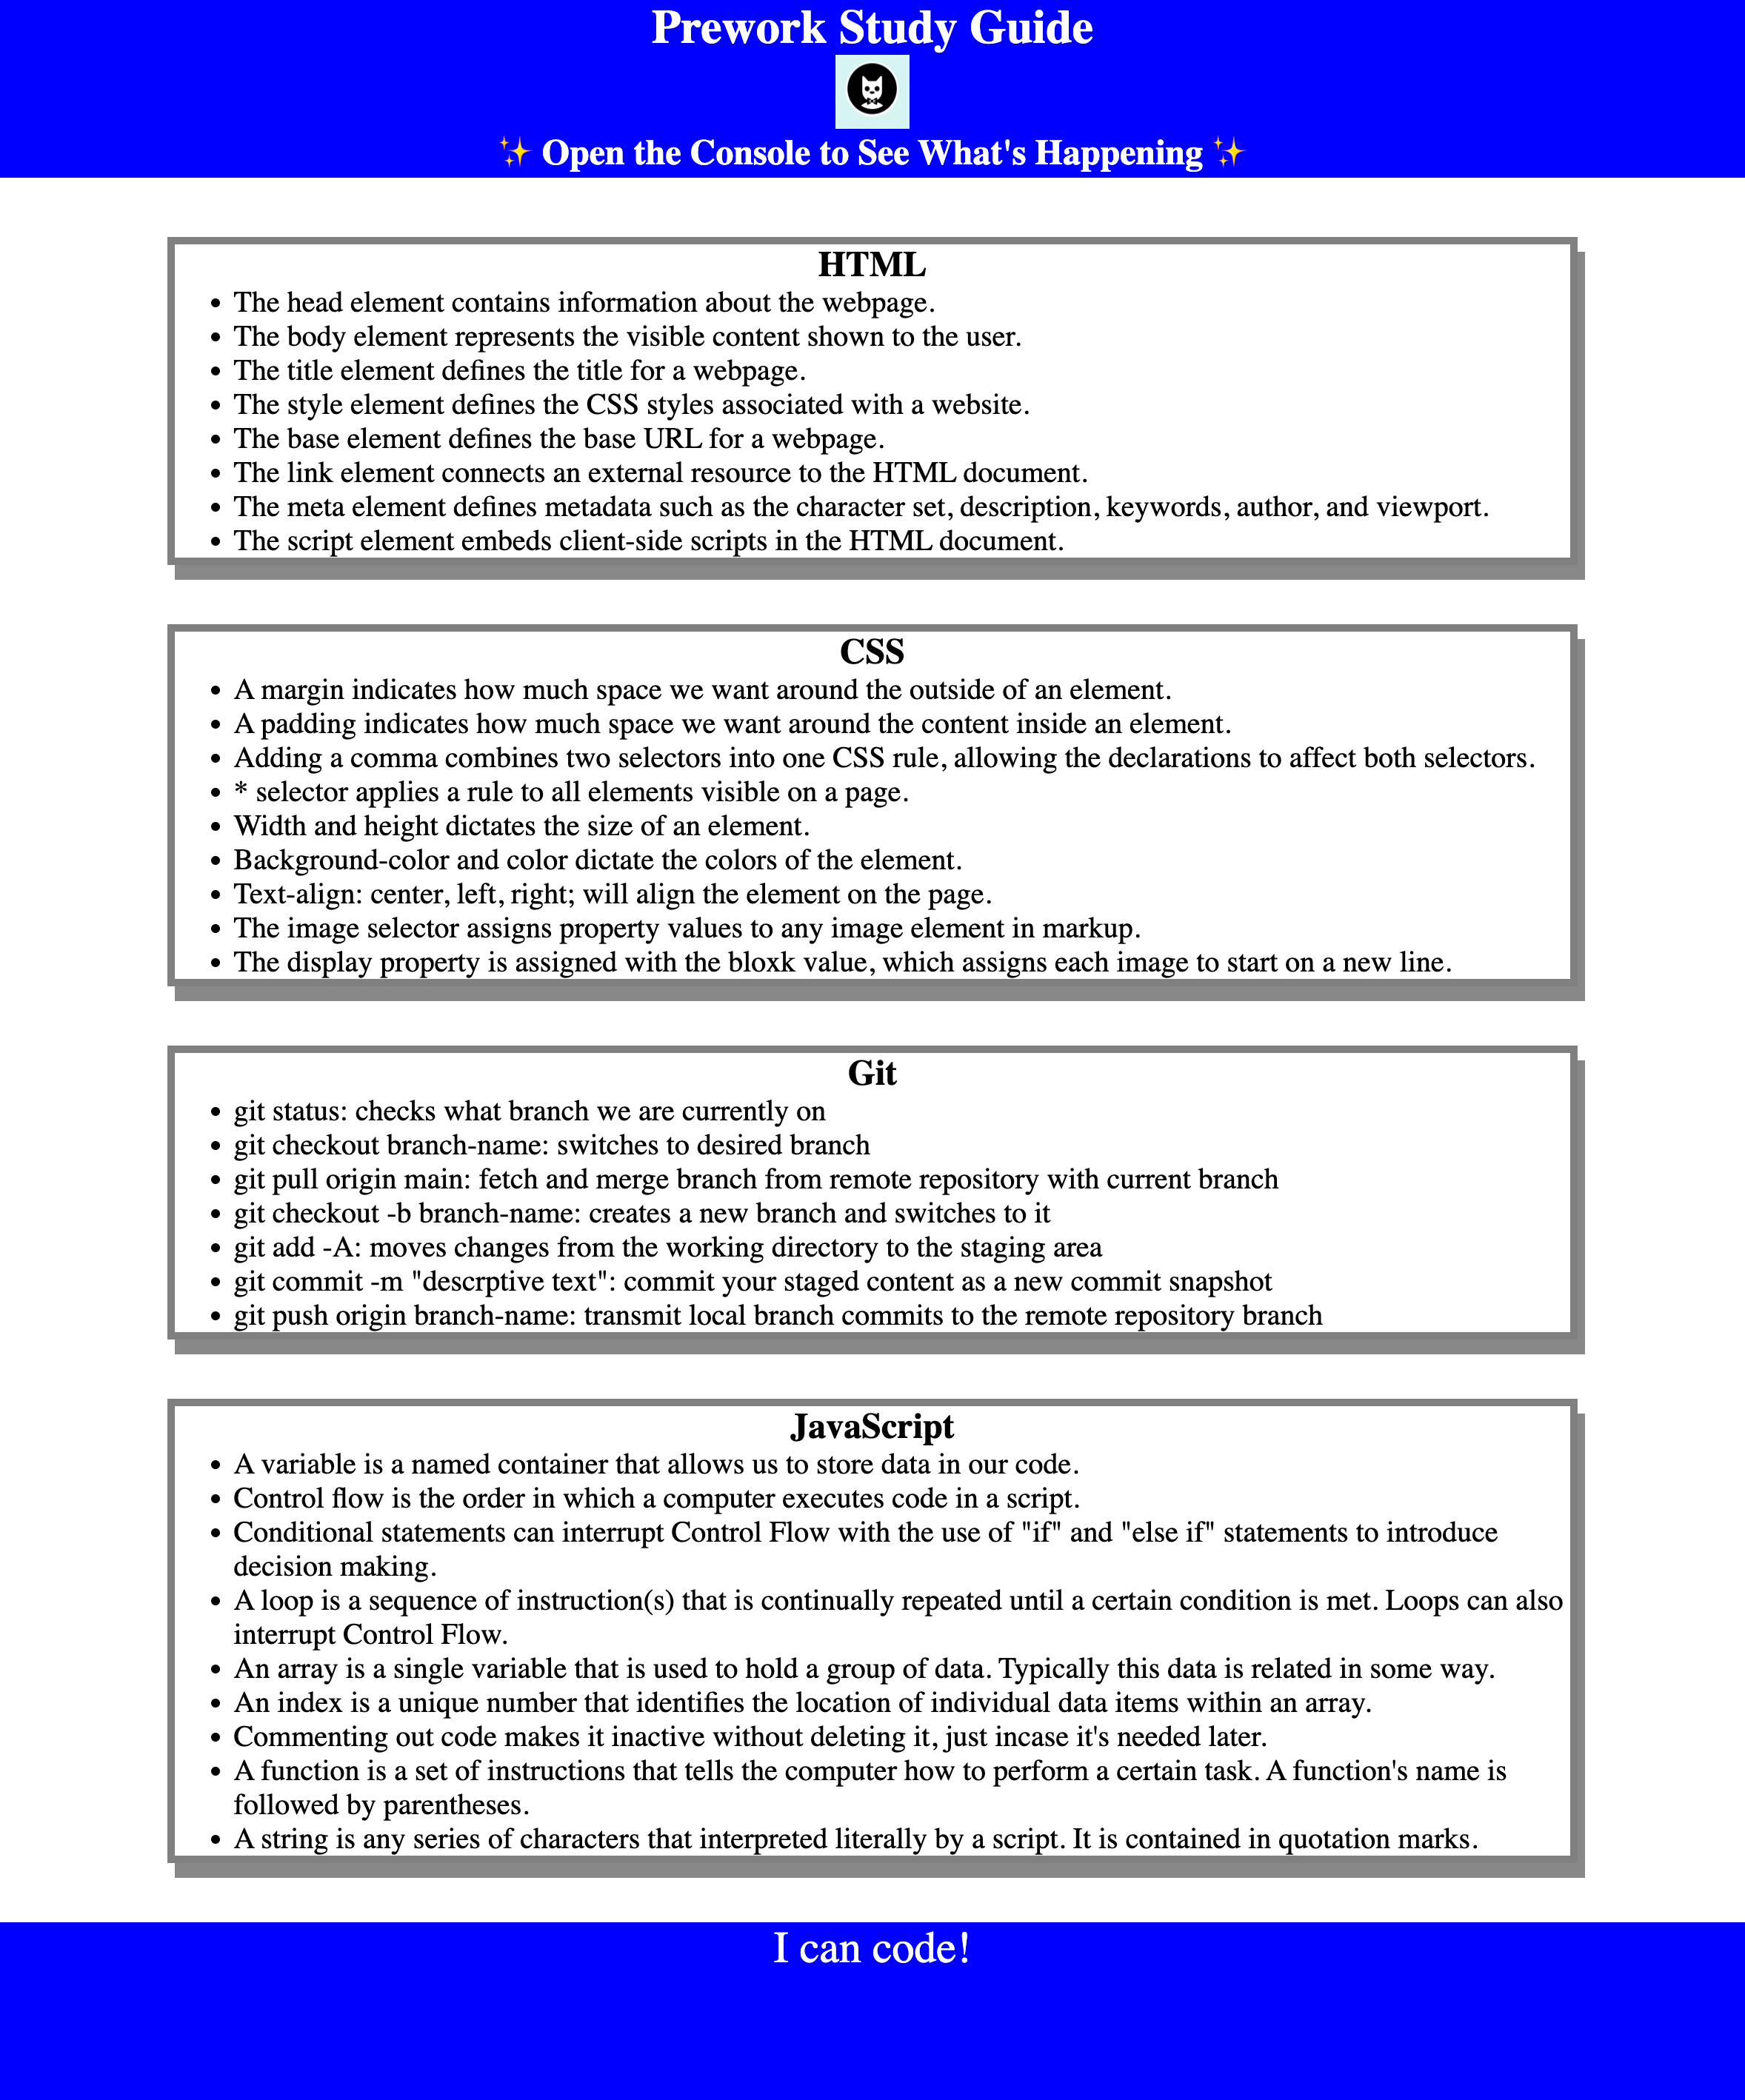 Prework Study Guide
✨ Open the Console to See What's Happening ✨
HTML
• The head element contains information about the webpage.
• The body element represents the visible content shown to the user.
• The title element defines the title for a webpage.
• The style element defines the CSS styles associated with a website.
• The base element defines the base URL for a webpage.
• The link element connects an external resource to the HTML document.
• The meta element defines metadata such as the character set, description, keywords, author, and viewport.
• The script element embeds client-side scripts in the HTML document.
CSS
• A margin indicates how much space we want around the outside of an element.
• A padding indicates how much space we want around the content inside an element.
• Adding a comma combines two selectors into one CSS rule, allowing the declarations to affect both selectors.
• * selector applies a rule to all elements visible on a page.
• Width and height dictates the size of an element.
• Background-color and color dictate the colors of the element.
• Text-align: center, left, right; will align the element on the page.
• The image selector assigns property values to any image element in markup.
• The display property is assigned with the bloxk value, which assigns each image to start on a new line.
Git
• git status: checks what branch we are currently on
• git checkout branch-name: switches to desired branch
• git pull origin main: fetch and merge branch from remote repository with current branch
• git checkout -b branch-name: creates a new branch and switches to it
• git add -A: moves changes from the working directory to the staging area
• git commit -m "descrptive text": commit your staged content as a new commit snapshot
• git push origin branch-name: transmit local branch commits to the remote repository branch
JavaScript
• A variable is a named container that allows us to store data in our code.
• Control flow is the order in which a computer executes code in a script.
• Conditional statements can interrupt Control Flow with the use of "if" and "else if" statements to introduce
decision making.
• A loop is a sequence of instruction(s) that is continually repeated until a certain condition is met. Loops can also
interrupt Control Flow.
• An array is a single variable that is used to hold a group of data. Typically this data is related in some way.
• An index is a unique number that identifies the location of individual data items within an array.
• Commenting out code makes it inactive without deleting it, just incase it's needed later.
• A function is a set of instructions that tells the computer how to perform a certain task. A function's name is
followed by parentheses.
• A string is any series of characters that interpreted literally by a script. It is contained in quotation marks.
I can code!